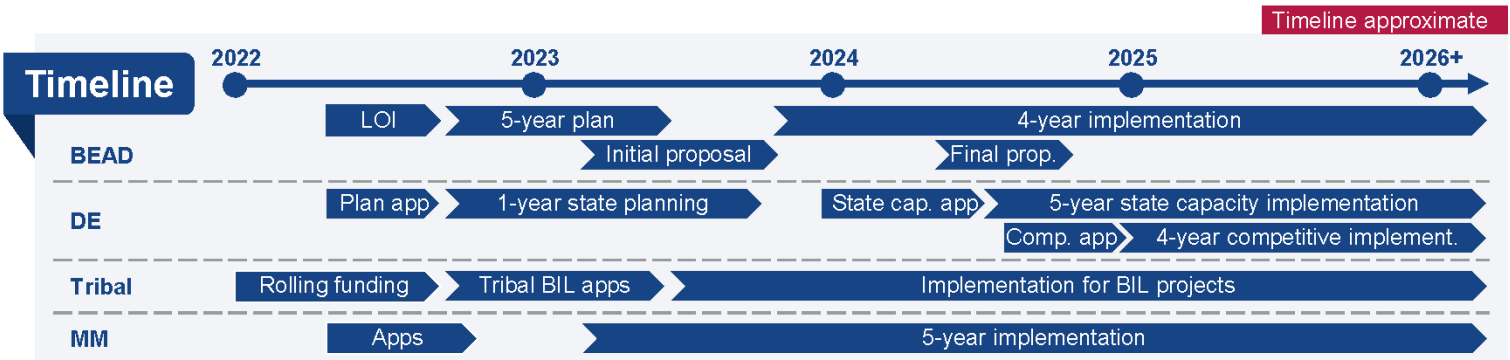 Timeline approximate
2022 2023 2024 2025 2026+
Timeline
LOI 5-year plan 4-year implementation
BEAD
Initial proposal Final prop.
Plan app 1-year state planning State cap. app 5-year state capacity implementation
DE
Comp. app 4-year competitive implement.
Tribal Rolling funding Tribal BIL apps Implementation for BIL projects
MM Apps 5-year implementation